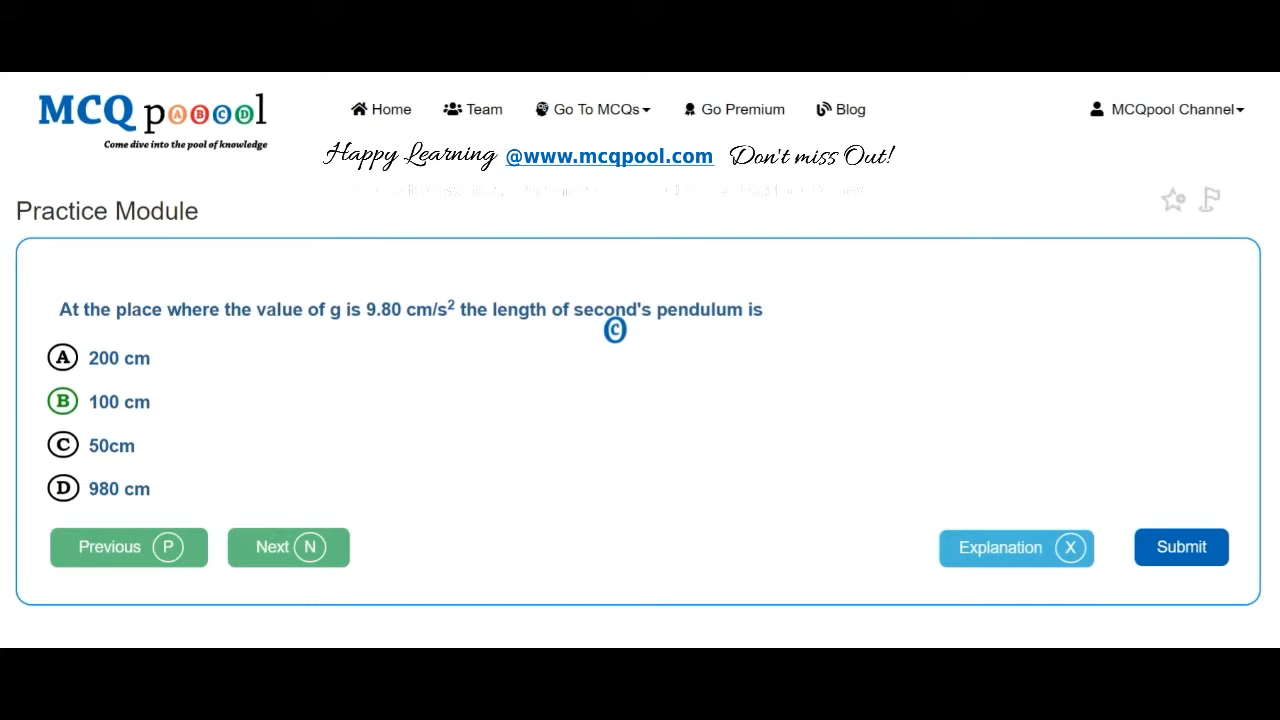 MCQ pool
Come dive into the pool of knowledge
Home Team Go To MCQs Go Premium Blog MCQpool Channel
Happy Learning @www.mcqpool.com Don't miss Out!
Practice Module
At the place where the value of g is 9.80 cm/s² the length of second's pendulum is
C
A 200 cm
B 100 cm
C 50cm
D 980 cm
Previous P Next N Explanation X Submit